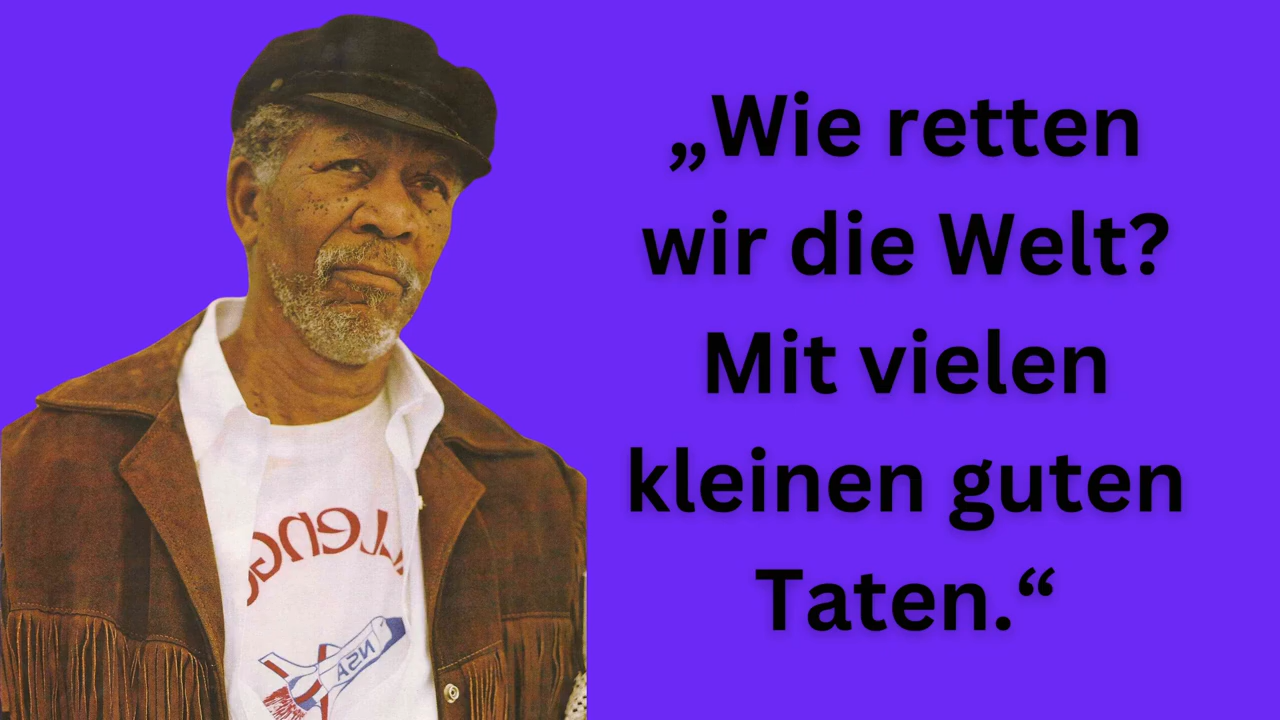 „Wie retten
wir die Welt?
Mit vielen
kleinen guten
Taten.“